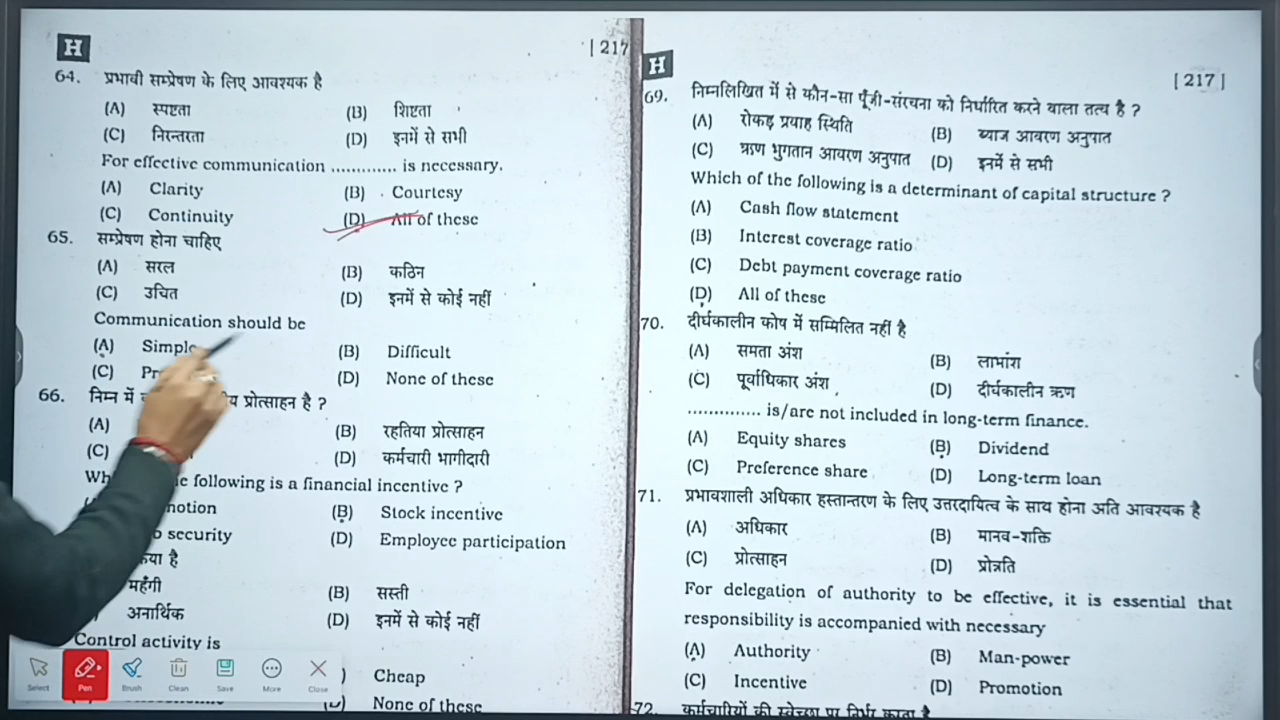 H
[ 217
64. प्रभावी सम्प्रेषण के लिए आवश्यक है
(A) स्पष्टता (B) शिष्टता
(C) निरन्तरता (D) इनमें से सभी
For effective communication ............. is necessary.
(A) Clarity (B) Courtesy
(C) Continuity (D) All of these
65. सम्प्रेषण होना चाहिए
(A) सरल (B) कठिन
(C) उचित (D) इनमें से कोई नहीं
Communication should be
(A) Simple (B) Difficult
(C) Pr (D) None of these
66. निम्न में य प्रोत्साहन है ?
(A) (B) रहतिया प्रोत्साहन
(C) (D) कर्मचारी भागीदारी
Wh following is a financial incentive ?
motion (B) Stock incentive
security (D) Employee participation
है
महँगी (B) सस्ती
अनार्थिक (D) इनमें से कोई नहीं
Control activity is
) Cheap
(D) None of these
Select Pen Brush Clean Save More Close
H
[ 217 ]
69. निम्नलिखित में से कौन-सा पूँजी-संरचना को निर्धारित करने वाला तत्व है ?
(A) रोकड़ प्रवाह स्थिति (B) ब्याज आवरण अनुपात
(C) ऋण भुगतान आवरण अनुपात (D) इनमें से सभी
Which of the following is a determinant of capital structure ?
(A) Cash flow statement
(B) Interest coverage ratio
(C) Debt payment coverage ratio
(D) All of these
70. दीर्घकालीन कोष में सम्मिलित नहीं है
(A) समता अंश (B) लाभांश
(C) पूर्वाधिकार अंश (D) दीर्घकालीन ऋण
.............. is/are not included in long-term finance.
(A) Equity shares (B) Dividend
(C) Preference share (D) Long-term loan
71. प्रभावशाली अधिकार हस्तान्तरण के लिए उत्तरदायित्व के साथ होना अति आवश्यक है
(A) अधिकार (B) मानव-शक्ति
(C) प्रोत्साहन (D) प्रोन्नति
For delegation of authority to be effective, it is essential that
responsibility is accompanied with necessary
(A) Authority (B) Man-power
(C) Incentive (D) Promotion
72. कर्मचारियों की स्वेच्छा पर निर्भर करता है